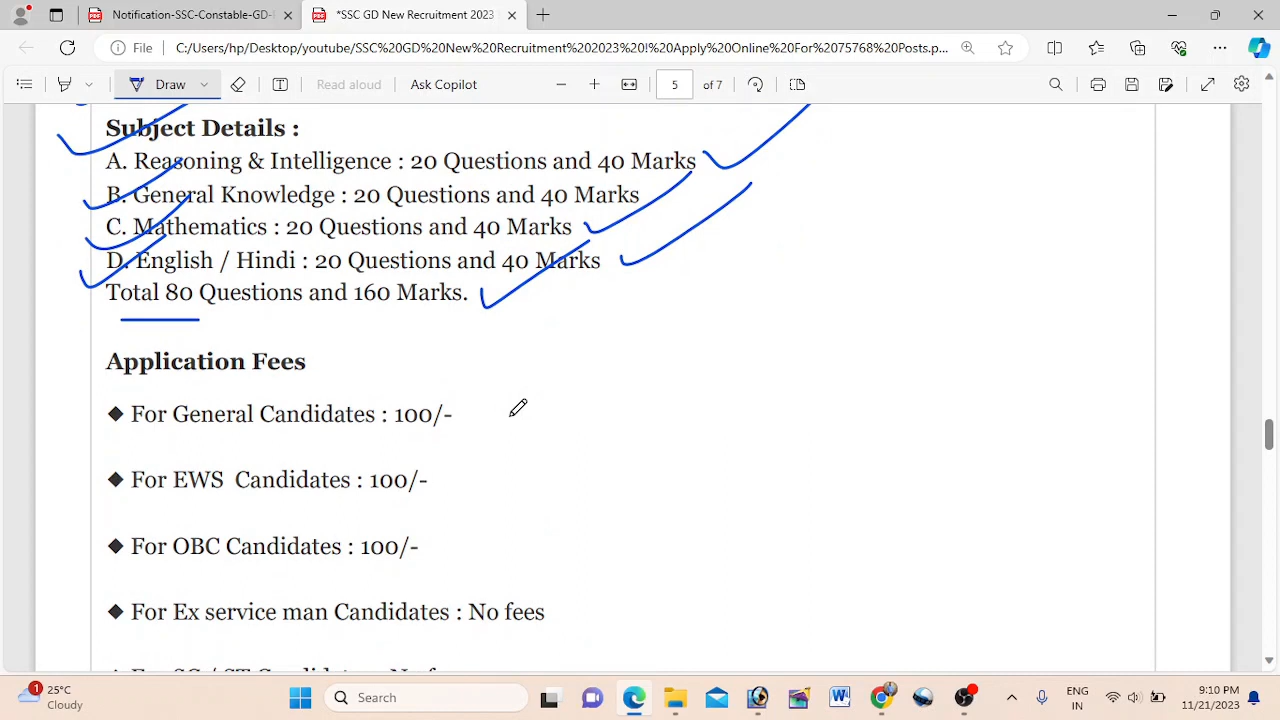 Notification-SSC-Constable-GD-
*SSC GD New Recruitment 2023
File
C:/Users/hp/Desktop/youtube/SSC%20GD%20New%20Recruitment%202023%20!%20Apply%20Online%20For%2075768%20Posts.p...
Draw
Read aloud
Ask Copilot
5
of 7
Subject Details :
A. Reasoning & Intelligence : 20 Questions and 40 Marks
B. General Knowledge : 20 Questions and 40 Marks
C. Mathematics : 20 Questions and 40 Marks
D. English / Hindi : 20 Questions and 40 Marks
Total 80 Questions and 160 Marks.
Application Fees
◆ For General Candidates : 100/-
◆ For EWS Candidates : 100/-
◆ For OBC Candidates : 100/-
◆ For Ex service man Candidates : No fees
1
25°C
Cloudy
Search
ENG
IN
9:10 PM
11/21/2023